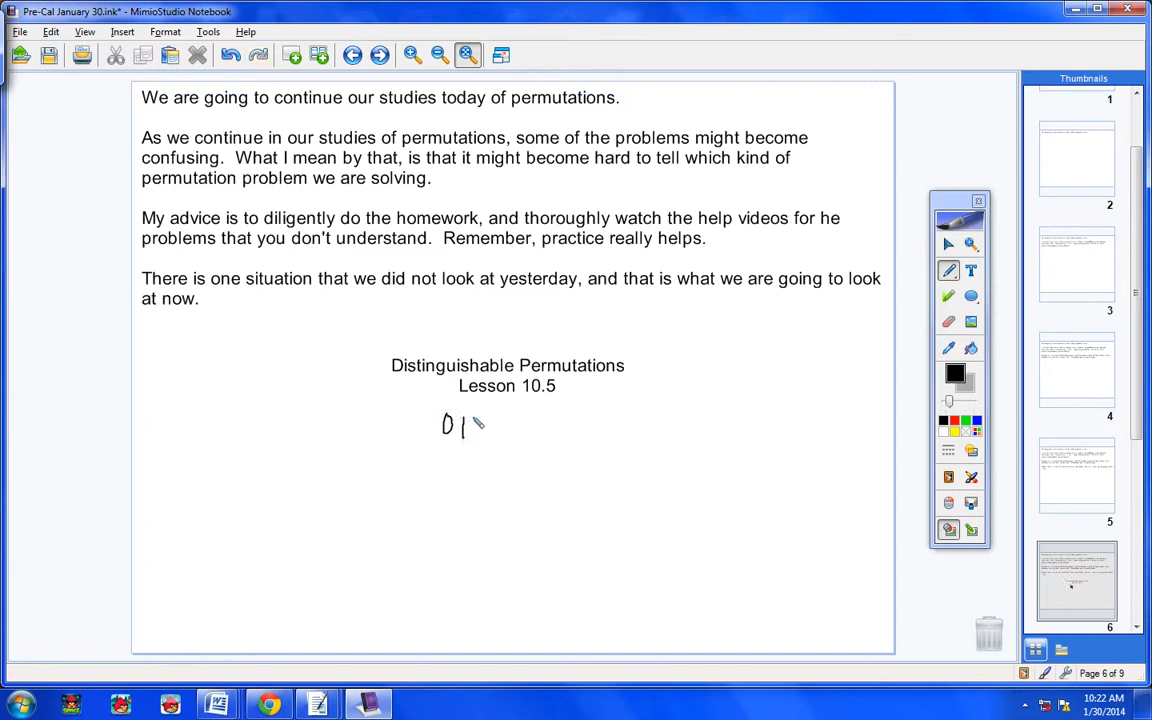 Pre-Cal January 30.ink* - MimioStudio Notebook
File Edit View Insert Format Tools Help
We are going to continue our studies today of permutations.
As we continue in our studies of permutations, some of the problems might become
confusing. What I mean by that, is that it might become hard to tell which kind of
permutation problem we are solving.
My advice is to diligently do the homework, and thoroughly watch the help videos for he
problems that you don't understand. Remember, practice really helps.
There is one situation that we did not look at yesterday, and that is what we are going to look
at now.
Distinguishable Permutations
Lesson 10.5
Thumbnails
1
2
3
4
5
6
Page 6 of 9
10:22 AM
1/30/2014